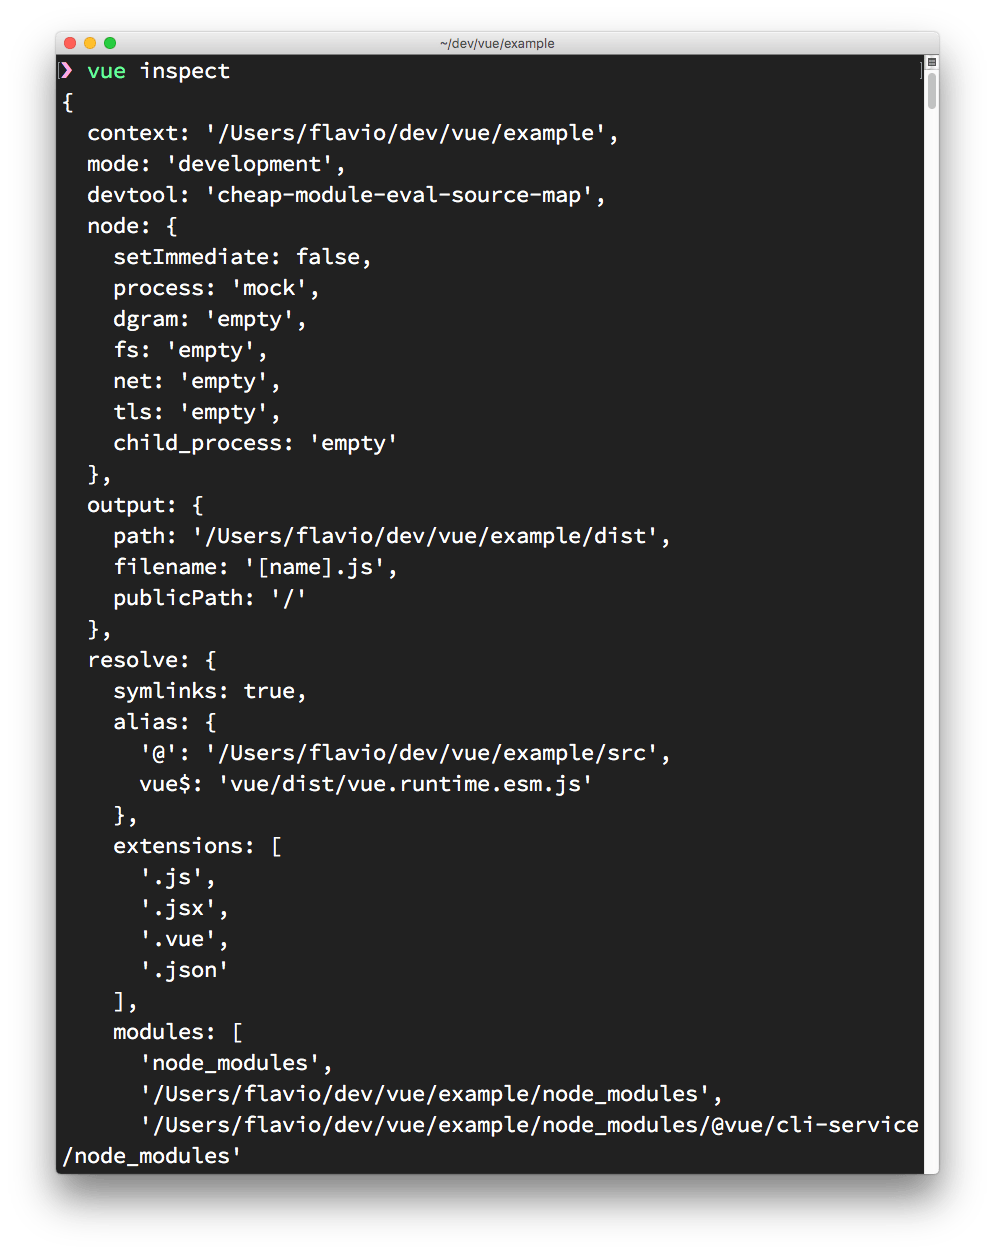 ~/dev/vue/example
❯ vue inspect
{
  context: '/Users/flavio/dev/vue/example',
  mode: 'development',
  devtool: 'cheap-module-eval-source-map',
  node: {
    setImmediate: false,
    process: 'mock',
    dgram: 'empty',
    fs: 'empty',
    net: 'empty',
    tls: 'empty',
    child_process: 'empty'
  },
  output: {
    path: '/Users/flavio/dev/vue/example/dist',
    filename: '[name].js',
    publicPath: '/'
  },
  resolve: {
    symlinks: true,
    alias: {
      '@': '/Users/flavio/dev/vue/example/src',
      vue$: 'vue/dist/vue.runtime.esm.js'
    },
    extensions: [
      '.js',
      '.jsx',
      '.vue',
      '.json'
    ],
    modules: [
      'node_modules',
      '/Users/flavio/dev/vue/example/node_modules',
      '/Users/flavio/dev/vue/example/node_modules/@vue/cli-service
/node_modules'